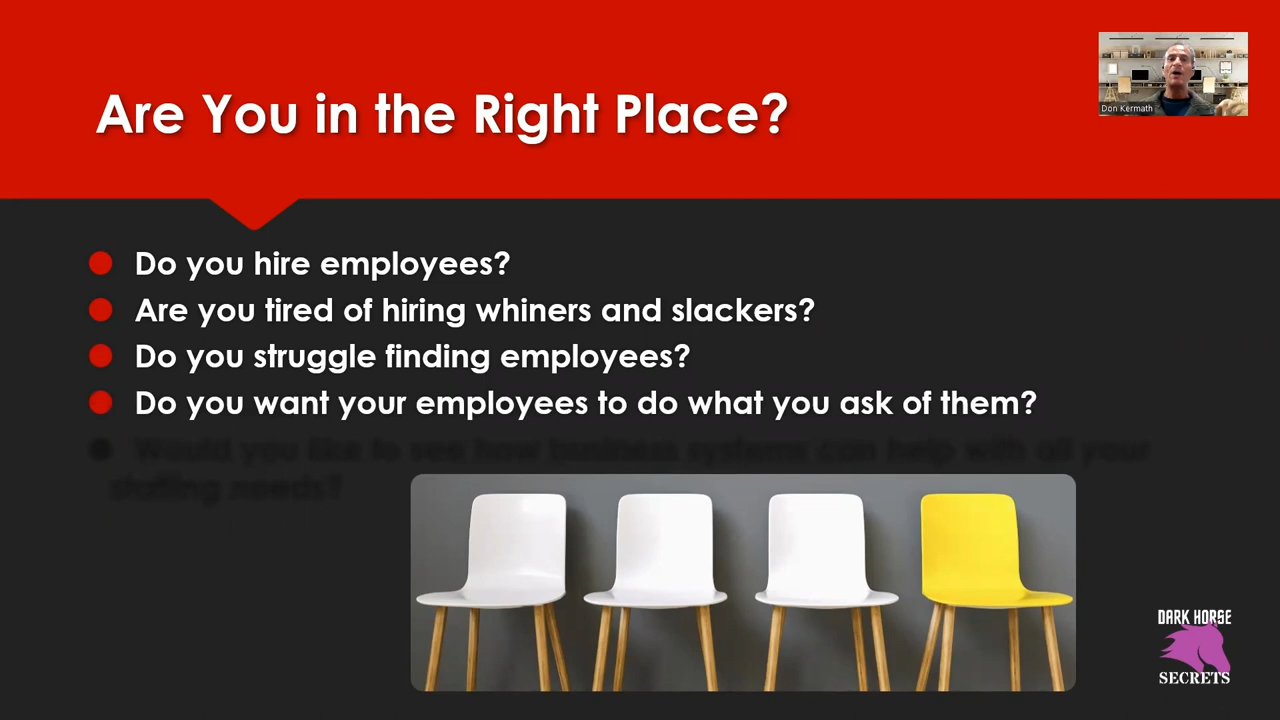 Are You in the Right Place?
Don Kermath
Do you hire employees?
Are you tired of hiring whiners and slackers?
Do you struggle finding employees?
Do you want your employees to do what you ask of them?
Would you like to see how business systems can help with all your
staffing needs?
DARK HORSE
SECRETS